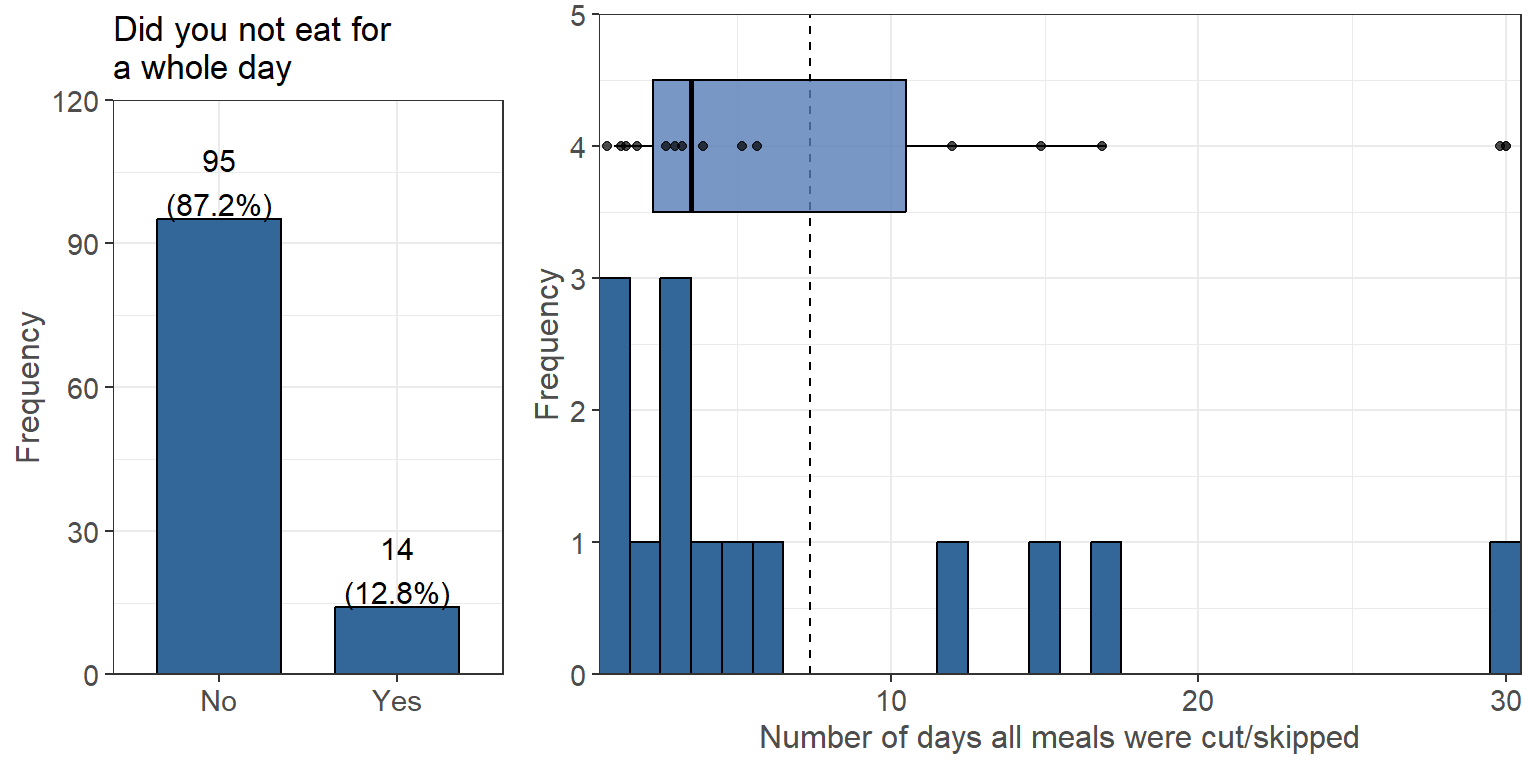 Did you not eat for
a whole day
Frequency
120
90
60
30
0
95
(87.2%)
14
(12.8%)
No
Yes
Frequency
5
4
3
2
1
0
10
20
30
Number of days all meals were cut/skipped